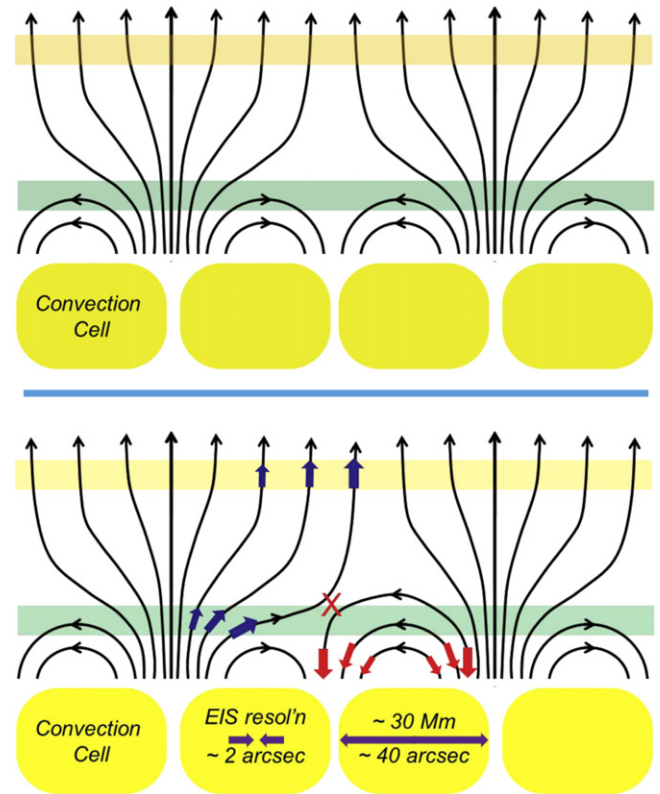 Convection
Cell
X
Convection
Cell
EIS resol'n
~ 2 arcsec
~ 30 Mm
~ 40 arcsec